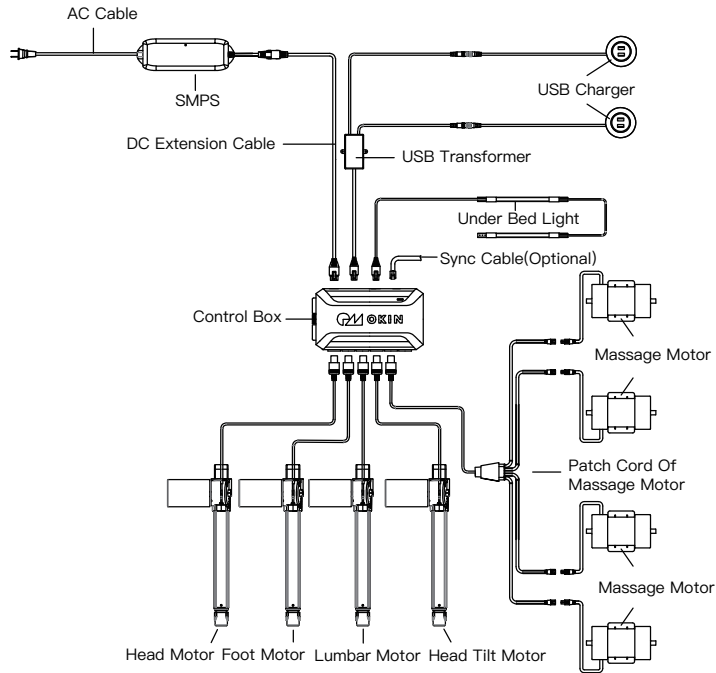 AC Cable
SMPS
USB Charger
DC Extension Cable
USB Transformer
Under Bed Light
Sync Cable(Optional)
Control Box
OKIN
Massage Motor
Patch Cord Of
Massage Motor
Massage Motor
Head Motor
Foot Motor
Lumbar Motor
Head Tilt Motor